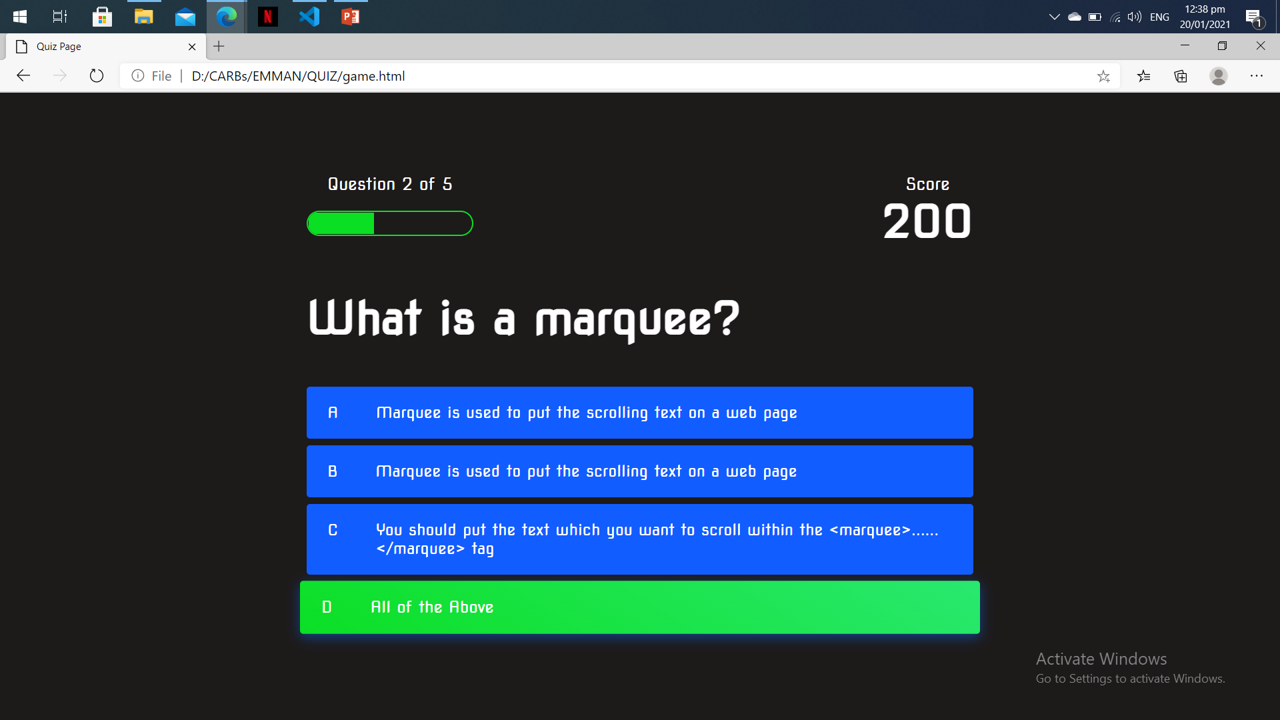 12:38 pm
ENG
20/01/2021
1
Quiz Page
File | D:/CARBs/EMMAN/QUIZ/game.html
Question 2 of 5
Score
200
What is a marquee?
A Marquee is used to put the scrolling text on a web page
B Marquee is used to put the scrolling text on a web page
C You should put the text which you want to scroll within the <marquee>......
</marquee> tag
D All of the Above
Activate Windows
Go to Settings to activate Windows.